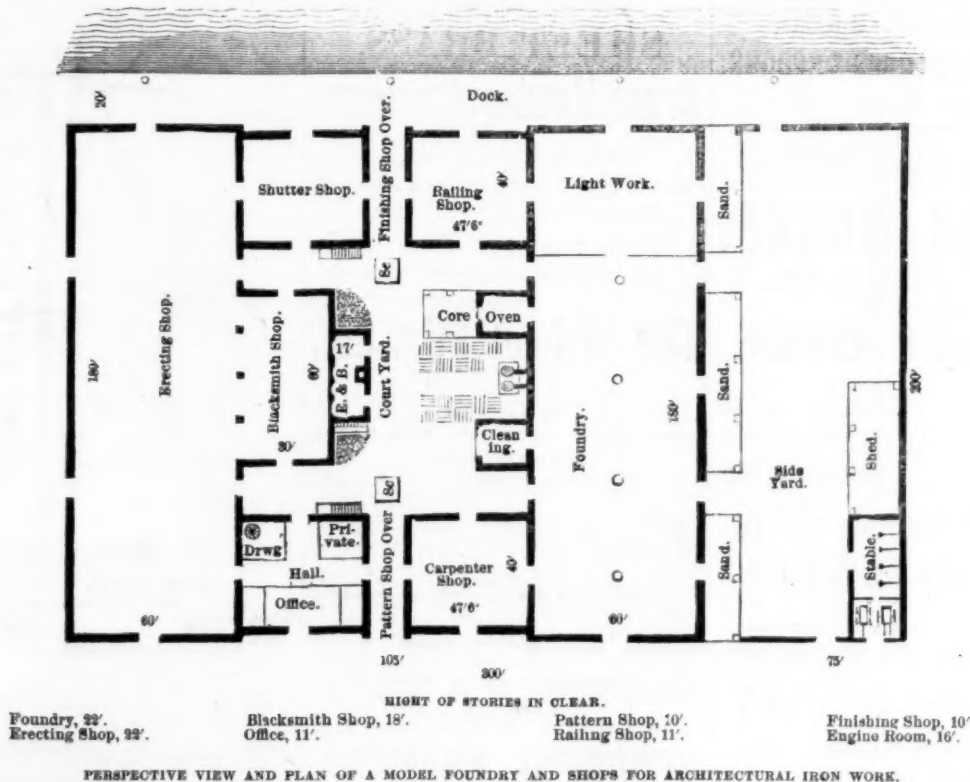 Dock.
20'
Finishing Shop Over.
Shutter Shop.
Railing
Shop.
40'
47'6"
Light Work.
Sand.
Sc
Erecting Shop.
180'
Blacksmith Shop.
60'
30'
17'
E. & B.
Court Yard.
Core
Oven
Clean
ing.
Foundry.
180'
Sand.
Side
Yard.
Shed.
200'
Sc
Drwg
Pri-
vate.
Hall.
Office.
Pattern Shop Over
Carpenter
Shop.
40'
47'6"
Sand.
Stable.
60'
60'
105'
300'
75'
HIGHT OF STORIES IN CLEAR.
Foundry, 22'. Blacksmith Shop, 18'. Pattern Shop, 10'. Finishing Shop, 10'
Erecting Shop, 22'. Office, 11'. Railing Shop, 11'. Engine Room, 16'.
PERSPECTIVE VIEW AND PLAN OF A MODEL FOUNDRY AND SHOPS FOR ARCHITECTURAL IRON WORK.